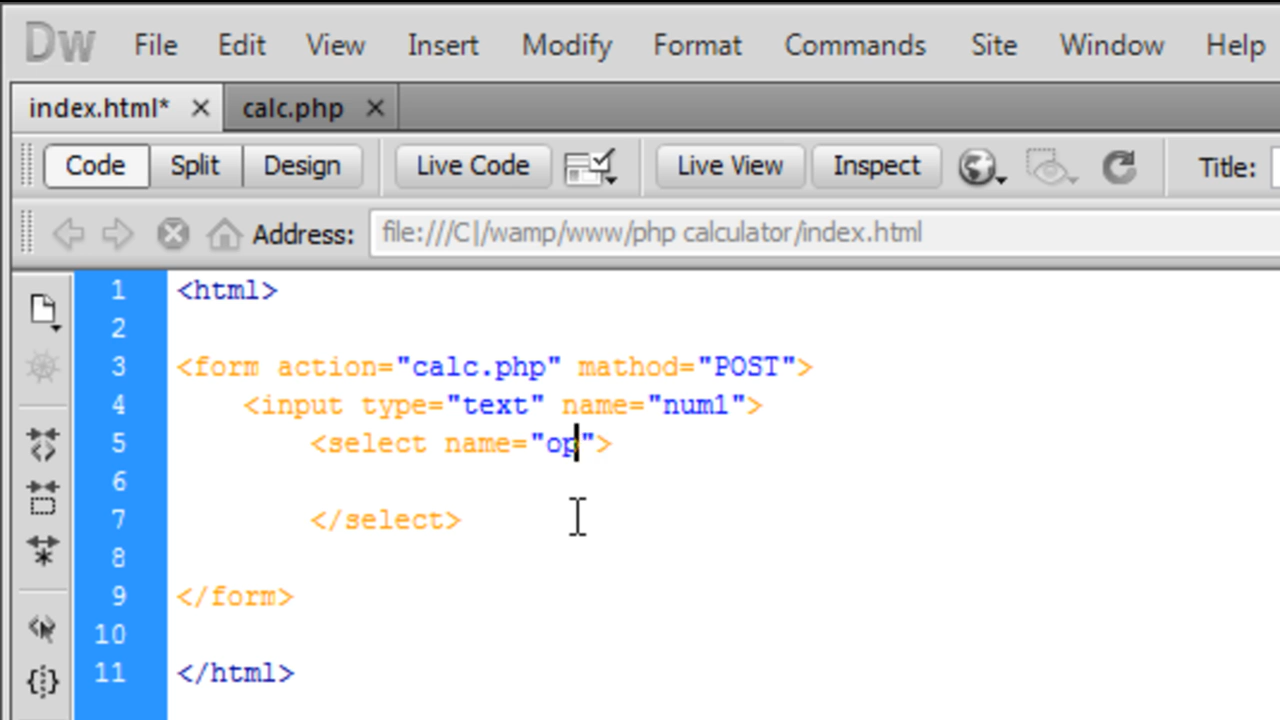 Dw File Edit View Insert Modify Format Commands Site Window Help
index.html* calc.php
Code Split Design Live Code Live View Inspect Title:
Address: file:///C|/wamp/www/php calculator/index.html
1 <html>
2
3 <form action="calc.php" mathod="POST">
4 <input type="text" name="num1">
5 <select name="op">
6
7 </select>
8
9 </form>
10
11 </html>